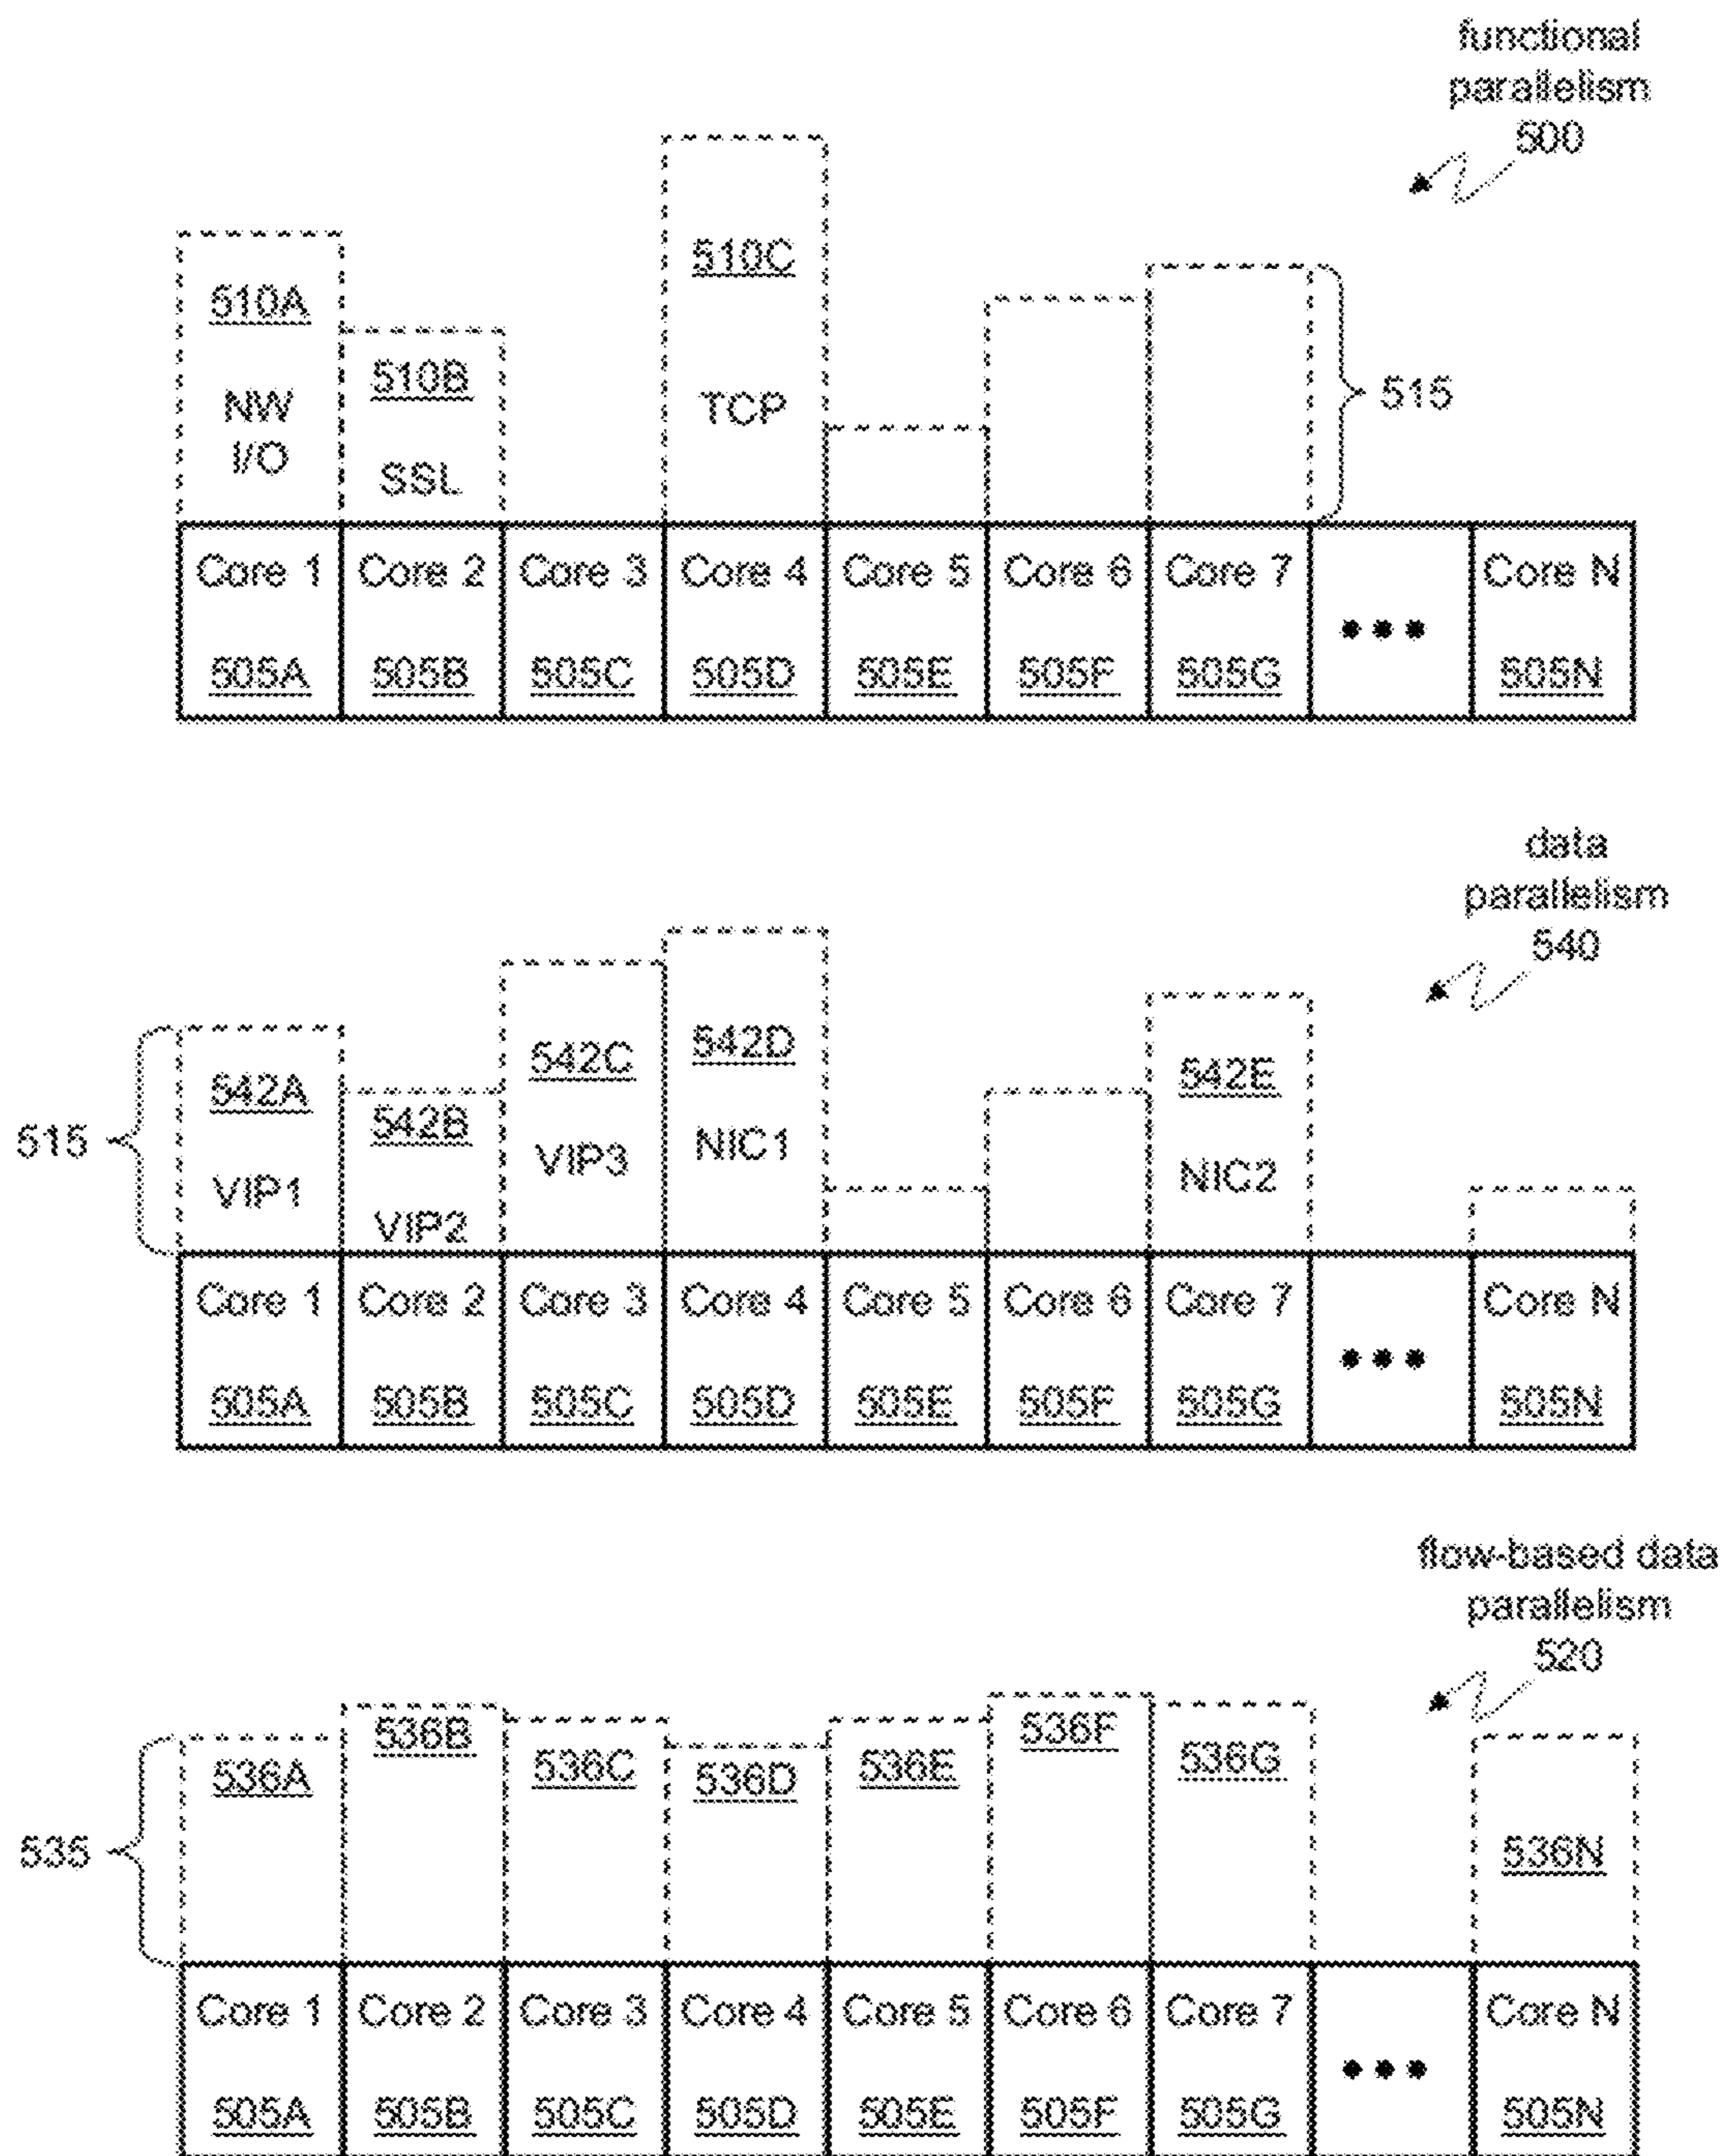 functional
parallelism
500
510A
NW
I/O
510B
SSL
510C
TCP
515
Core 1 Core 2 Core 3 Core 4 Core 5 Core 6 Core 7 Core N
505A 505B 505C 505D 505E 505F 505G 505N
data
parallelism
540
515
542A
VIP1
542B
VIP2
542C
VIP3
542D
NIC1
542E
NIC2
Core 1 Core 2 Core 3 Core 4 Core 5 Core 6 Core 7 Core N
505A 505B 505C 505D 505E 505F 505G 505N
flow-based data
parallelism
520
535
536A 536B 536C 536D 536E 536F 536G 536N
Core 1 Core 2 Core 3 Core 4 Core 5 Core 6 Core 7 Core N
505A 505B 505C 505D 505E 505F 505G 505N